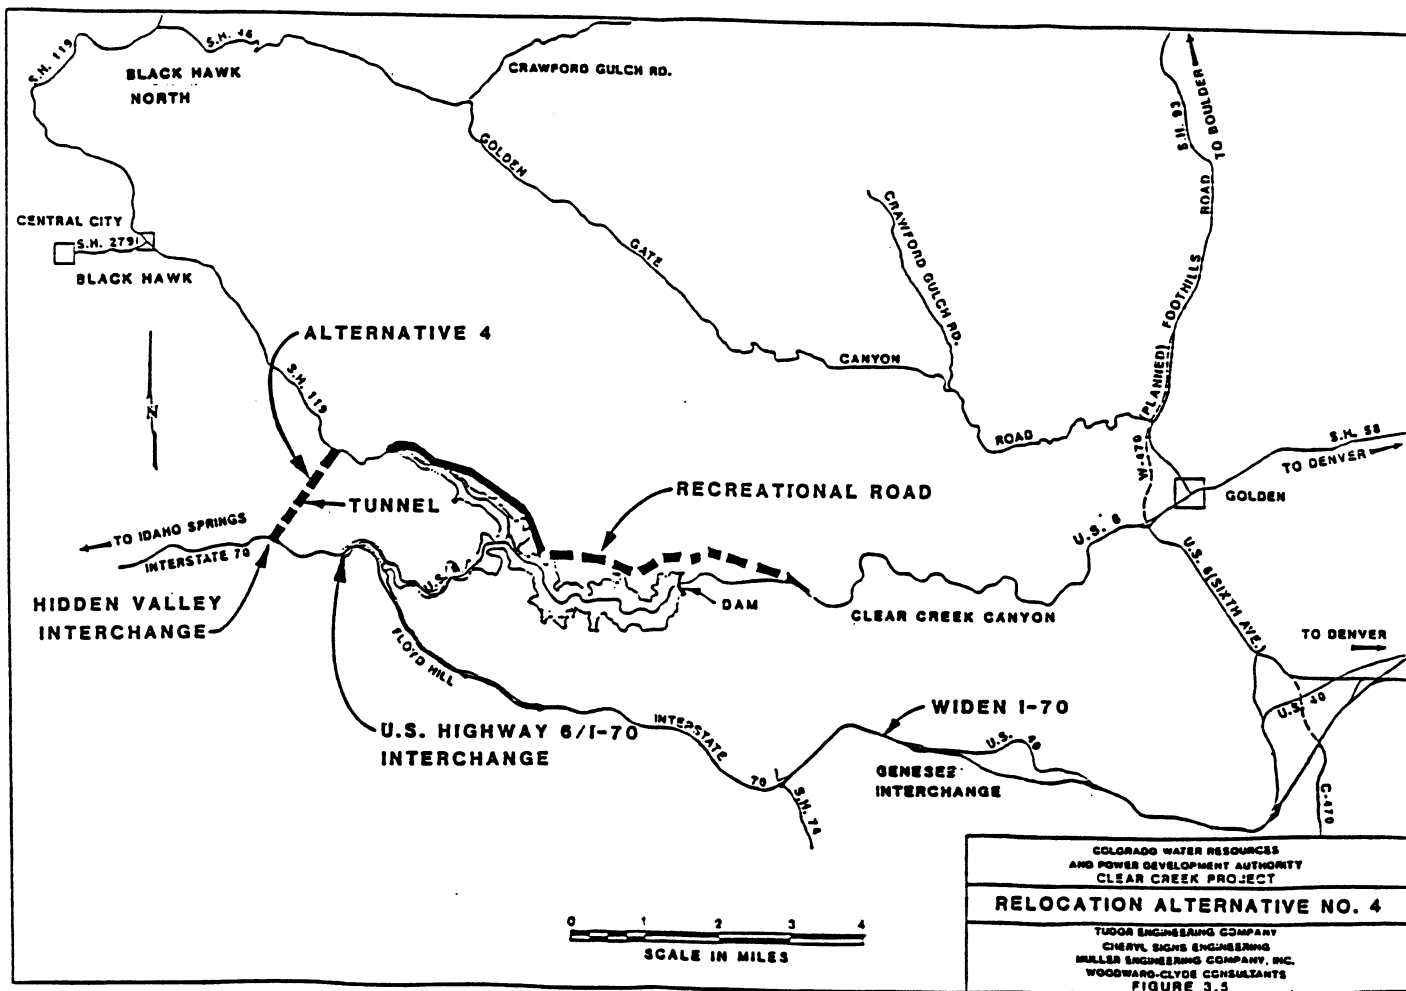 S.H. 119
S.H. 46
BLACK HAWK
NORTH
CRAWFORD GULCH RD.
GOLDEN
GATE
CANYON
ROAD
CRAWFORD GULCH RD.
S.H. 93
TO BOULDER
(PLANNED) FOOTHILLS ROAD
W-470
CENTRAL CITY
S.H. 279
BLACK HAWK
ALTERNATIVE 4
S.H. 119
N
TUNNEL
RECREATIONAL ROAD
S.H. 58
TO DENVER
GOLDEN
U.S. 6
TO IDAHO SPRINGS
INTERSTATE 70
U.S. 6
HIDDEN VALLEY
INTERCHANGE
DAM
CLEAR CREEK CANYON
U.S. 6 (SIXTH AVE.)
TO DENVER
FLOYD HILL
U.S. HIGHWAY 6/I-70
INTERCHANGE
INTERSTATE
70
S.H. 74
WIDEN I-70
U.S. 40
GENESEE
INTERCHANGE
U.S. 40
C-470
0 1 2 3 4
SCALE IN MILES
COLORADO WATER RESOURCES
AND POWER DEVELOPMENT AUTHORITY
CLEAR CREEK PROJECT
RELOCATION ALTERNATIVE NO. 4
TUDOR ENGINEERING COMPANY
CHERYL SIGNS ENGINEERING
MULLER ENGINEERING COMPANY, INC.
WOODWARD-CLYDE CONSULTANTS
FIGURE 3.5